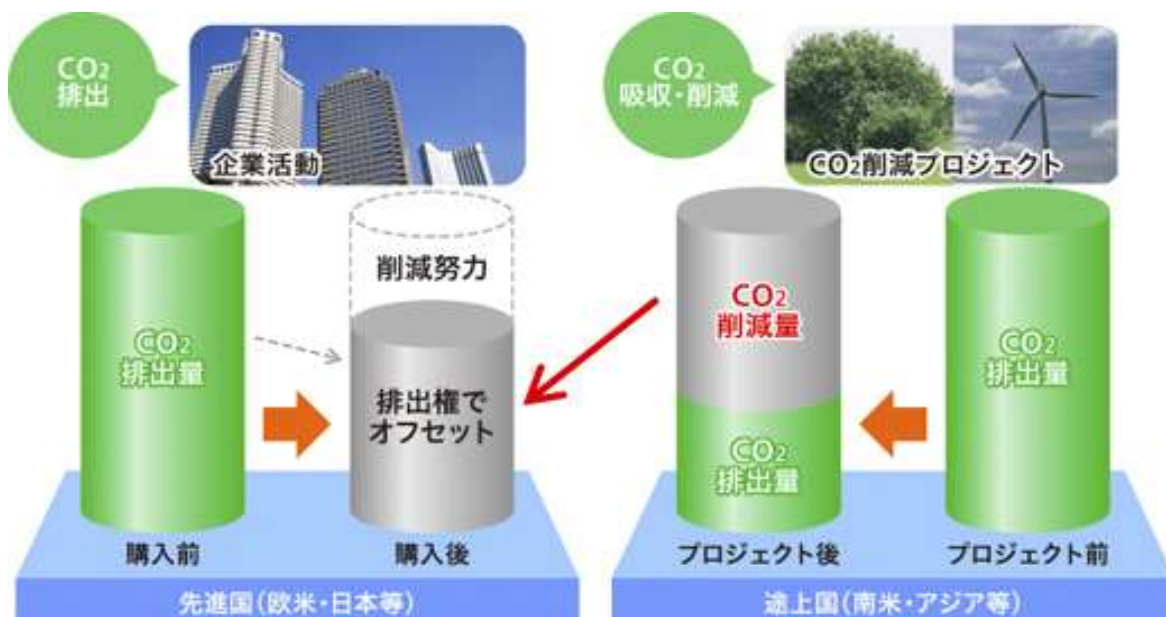 CO2
排出
企業活動
CO2
吸収・削減
CO2削減プロジェクト
CO2
排出量
削減努力
排出権で
オフセット
購入前
購入後
先進国(欧米・日本等)
CO2
削減量
CO2
排出量
CO2
排出量
プロジェクト後
プロジェクト前
途上国(南米・アジア等)